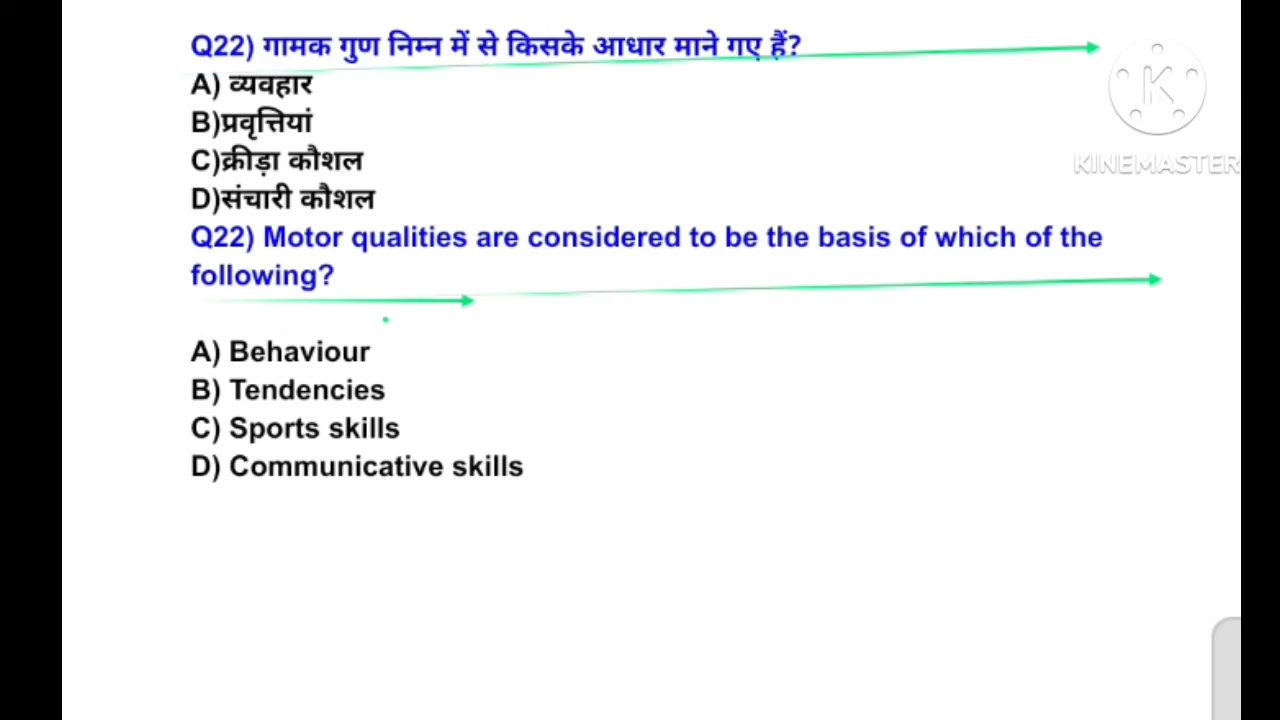 Q22) गामक गुण निम्न में से किसके आधार माने गए हैं?
A) व्यवहार
B)प्रवृत्तियां
C)क्रीड़ा कौशल
D)संचारी कौशल
Q22) Motor qualities are considered to be the basis of which of the
following?
A) Behaviour
B) Tendencies
C) Sports skills
D) Communicative skills
K
KINEMASTER